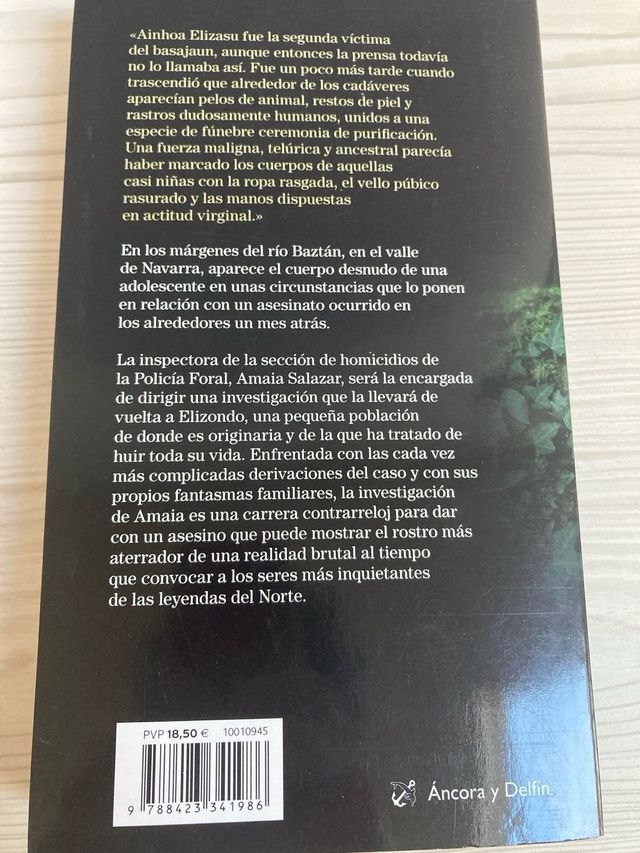 «Ainhoa Elizasu fue la segunda víctima
del basajaun, aunque entonces la prensa todavía
no lo llamaba así. Fue un poco más tarde cuando
trascendió que alrededor de los cadáveres
aparecían pelos de animal, restos de piel y
rastros dudosamente humanos, unidos a una
especie de fúnebre ceremonia de purificación.
Una fuerza maligna, telúrica y ancestral parecía
haber marcado los cuerpos de aquellas
casi niñas con la ropa rasgada, el vello púbico
rasurado y las manos dispuestas
en actitud virginal.»
En los márgenes del río Baztán, en el valle
de Navarra, aparece el cuerpo desnudo de una
adolescente en unas circunstancias que lo ponen
en relación con un asesinato ocurrido en
los alrededores un mes atrás.
La inspectora de la sección de homicidios de
la Policía Foral, Amaia Salazar, será la encargada
de dirigir una investigación que la llevará de
vuelta a Elizondo, una pequeña población
de donde es originaria y de la que ha tratado de
huir toda su vida. Enfrentada con las cada vez
más complicadas derivaciones del caso y con sus
propios fantasmas familiares, la investigación
de Amaia es una carrera contrarreloj para dar
con un asesino que puede mostrar el rostro más
aterrador de una realidad brutal al tiempo
que convocar a los seres más inquietantes
de las leyendas del Norte.
PVP 18,50 € 10010945
9 788423 341986
Áncora y Delfín